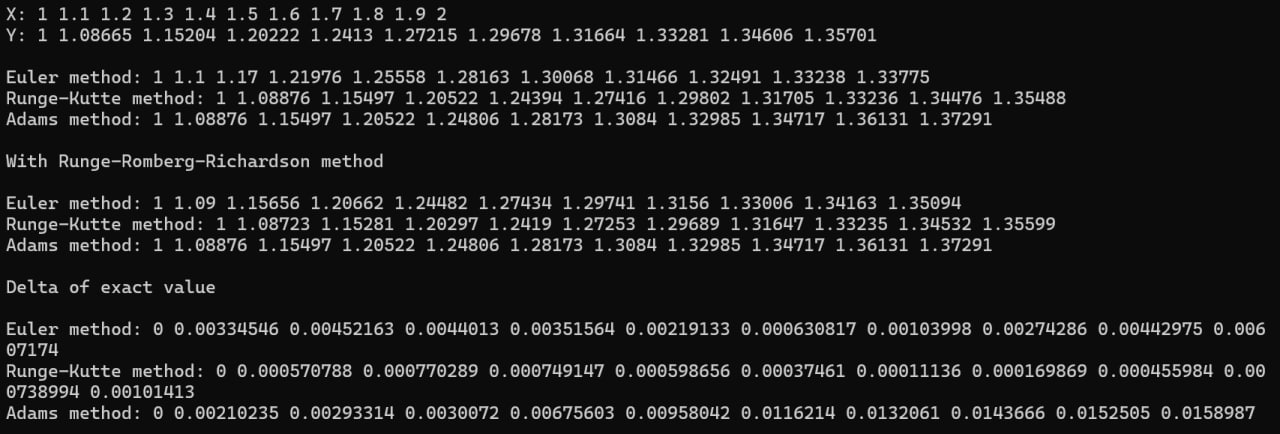 X: 1 1.1 1.2 1.3 1.4 1.5 1.6 1.7 1.8 1.9 2
Y: 1 1.08665 1.15204 1.20222 1.2413 1.27215 1.29678 1.31664 1.33281 1.34606 1.35701
Euler method: 1 1.1 1.17 1.21976 1.25558 1.28163 1.30068 1.31466 1.32491 1.33238 1.33775
Runge-Kutte method: 1 1.08876 1.15497 1.20522 1.24394 1.27416 1.29802 1.31705 1.33236 1.34476 1.35488
Adams method: 1 1.08876 1.15497 1.20522 1.24806 1.28173 1.3084 1.32985 1.34717 1.36131 1.37291
With Runge-Romberg-Richardson method
Euler method: 1 1.09 1.15656 1.20662 1.24482 1.27434 1.29741 1.3156 1.33006 1.34163 1.35094
Runge-Kutte method: 1 1.08723 1.15281 1.20297 1.2419 1.27253 1.29689 1.31647 1.33235 1.34532 1.35599
Adams method: 1 1.08876 1.15497 1.20522 1.24806 1.28173 1.3084 1.32985 1.34717 1.36131 1.37291
Delta of exact value
Euler method: 0 0.00334546 0.00452163 0.0044013 0.00351564 0.00219133 0.000630817 0.00103998 0.00274286 0.00442975 0.006
07174
Runge-Kutte method: 0 0.000570788 0.000770289 0.000749147 0.000598656 0.00037461 0.00011136 0.000169869 0.000455984 0.00
0738994 0.00101413
Adams method: 0 0.00210235 0.00293314 0.0030072 0.00675603 0.00958042 0.0116214 0.0132061 0.0143666 0.0152505 0.0158987